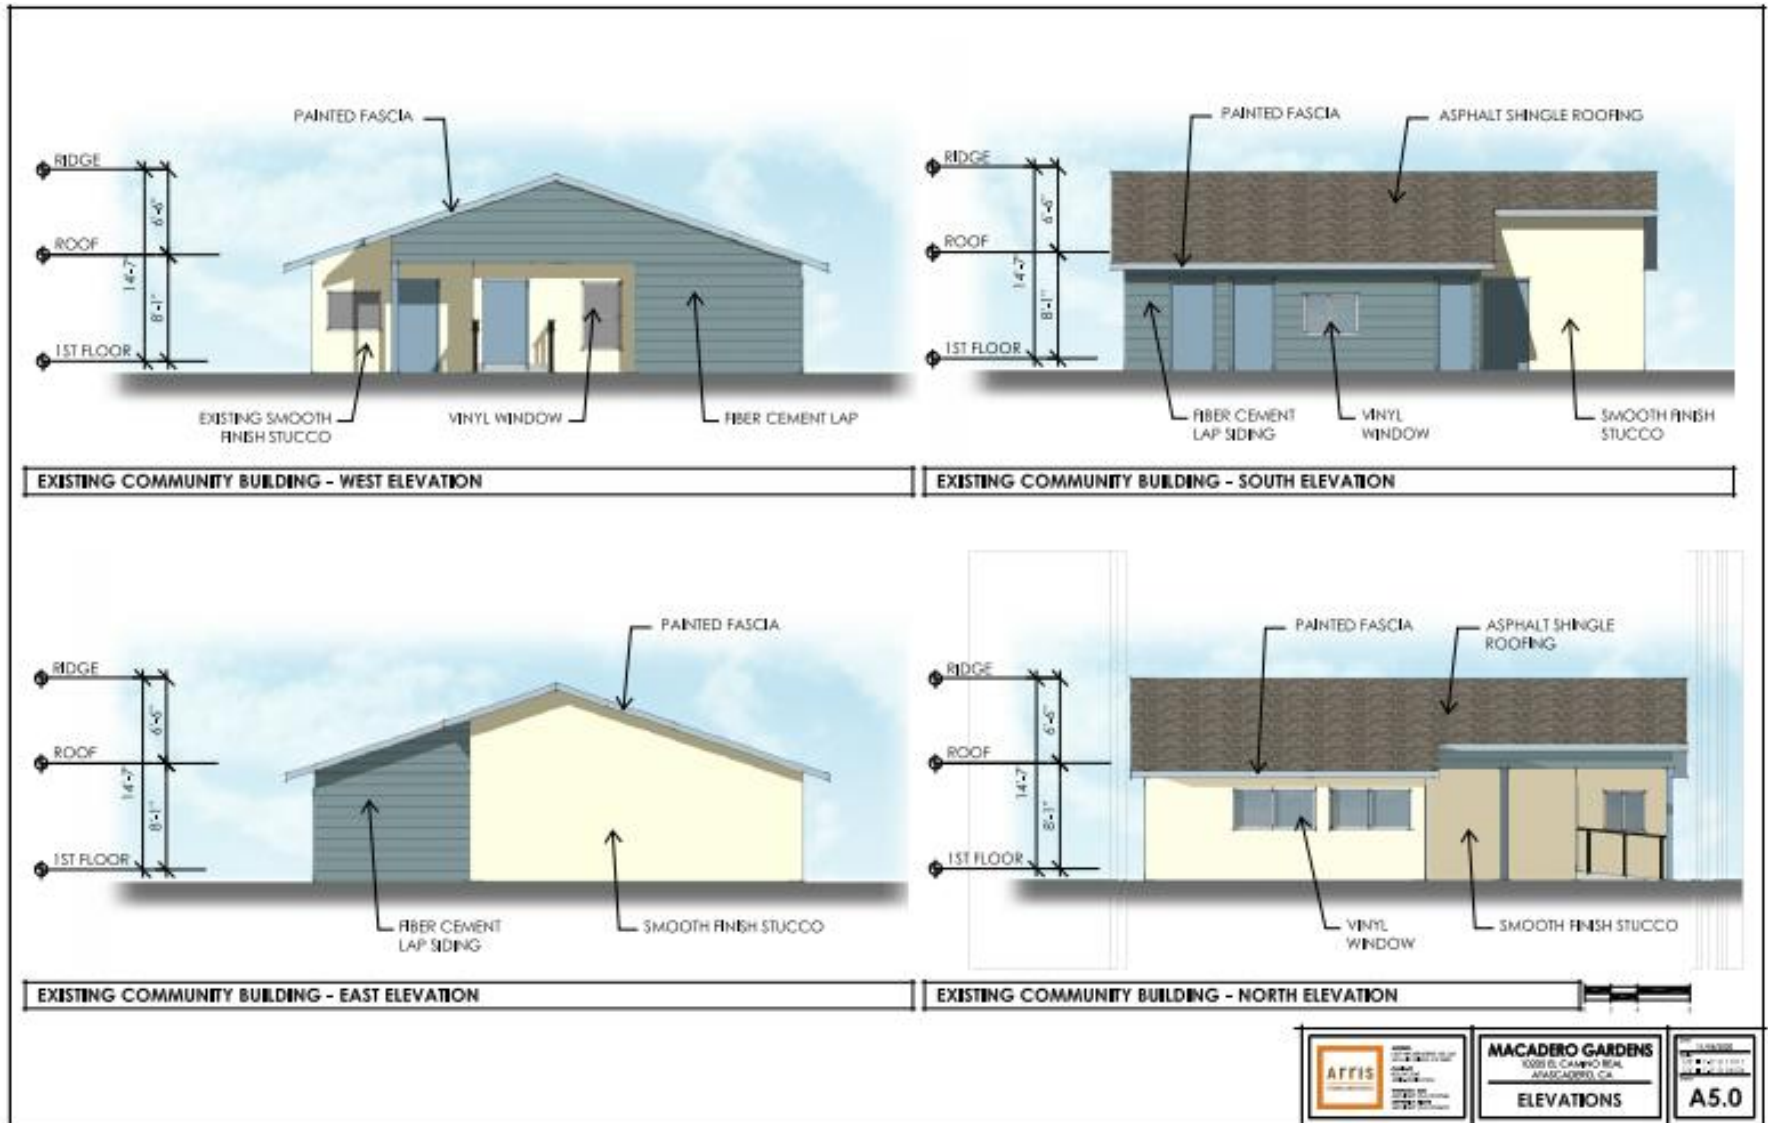 PAINTED FASCIA
RIDGE
6'-6"
ROOF
14'-7"
8'-1"
1ST FLOOR
EXISTING SMOOTH
FINISH STUCCO
VINYL WINDOW
FIBER CEMENT LAP
EXISTING COMMUNITY BUILDING - WEST ELEVATION
PAINTED FASCIA
ASPHALT SHINGLE ROOFING
RIDGE
6'-6"
ROOF
14'-7"
8'-1"
1ST FLOOR
FIBER CEMENT
LAP SIDING
VINYL
WINDOW
SMOOTH FINISH
STUCCO
EXISTING COMMUNITY BUILDING - SOUTH ELEVATION
PAINTED FASCIA
RIDGE
6'-6"
ROOF
14'-7"
8'-1"
1ST FLOOR
FIBER CEMENT
LAP SIDING
SMOOTH FINISH STUCCO
EXISTING COMMUNITY BUILDING - EAST ELEVATION
PAINTED FASCIA
ASPHALT SHINGLE
ROOFING
RIDGE
6'-6"
ROOF
14'-7"
8'-1"
1ST FLOOR
VINYL
WINDOW
SMOOTH FINISH STUCCO
EXISTING COMMUNITY BUILDING - NORTH ELEVATION
ARRIS
MACADERO GARDENS
EL CAMINO REAL
ATASCADERO, CA
ELEVATIONS
A5.0